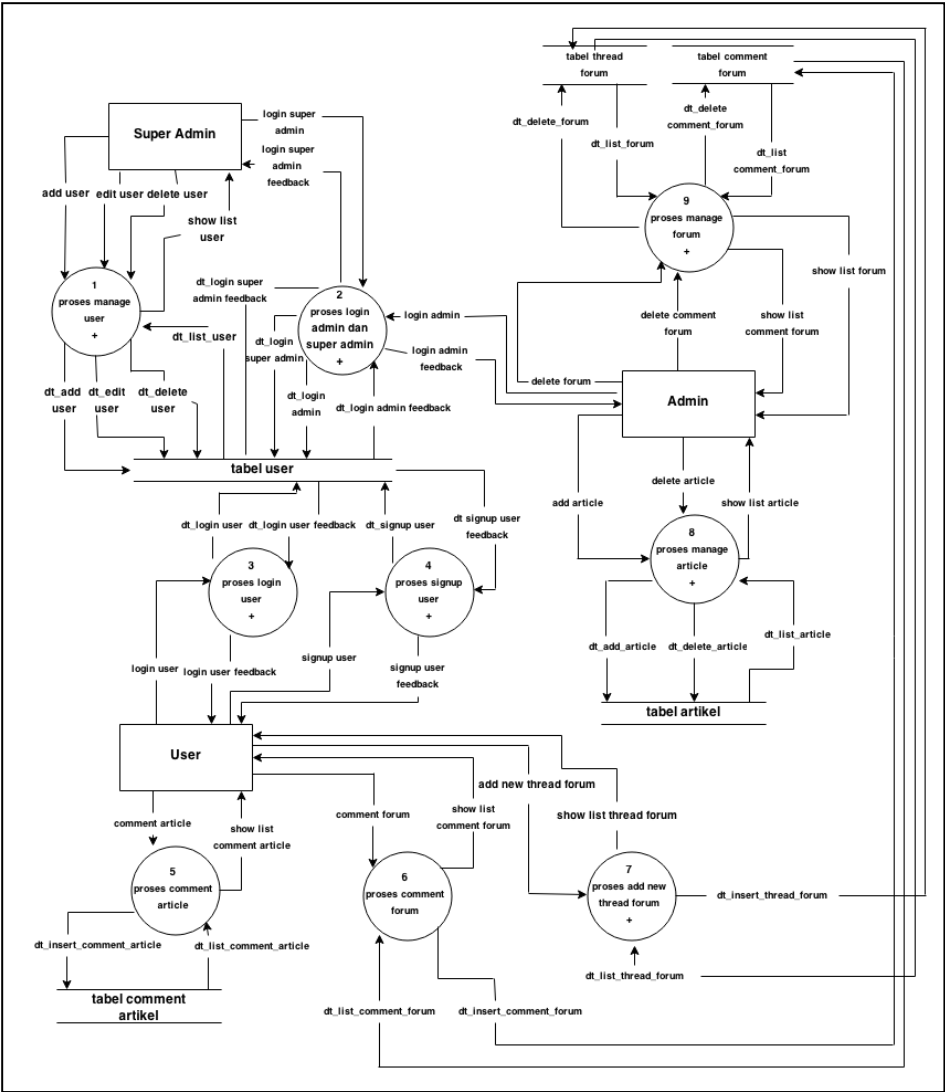 tabel thread
forum
tabel comment
forum
login super
admin
Super Admin
login super
admin
feedback
dt_delete_forum
dt_delete
comment_forum
dt_list_forum
dt_list
comment_forum
add user
edit user
delete user
show list
user
9
proses manage
forum
+
show list forum
1
proses manage
user
+
dt_login super
admin feedback
2
proses login
admin dan
super admin
+
login admin
delete comment
forum
show list
comment forum
dt_list_user
dt_login
super admin
login admin
feedback
delete forum
dt_add
user
dt_edit
user
dt_delete
user
dt_login
admin
dt_login admin feedback
Admin
tabel user
delete article
add article
show list article
dt_login user
dt_login user feedback
dt_signup user
dt signup user
feedback
8
proses manage
article
+
3
proses login
user
+
4
proses signup
user
+
dt_add_article
dt_delete_article
dt_list_article
login user
login user feedback
signup user
signup user
feedback
tabel artikel
User
add new thread forum
comment article
show list
comment article
comment forum
show list
comment forum
show list thread forum
5
proses comment
article
6
proses comment
forum
7
proses add new
thread forum
+
dt_insert_thread_forum
dt_insert_comment_article
dt_list_comment_article
dt_list_thread_forum
tabel comment
artikel
dt_list_comment_forum
dt_insert_comment_forum